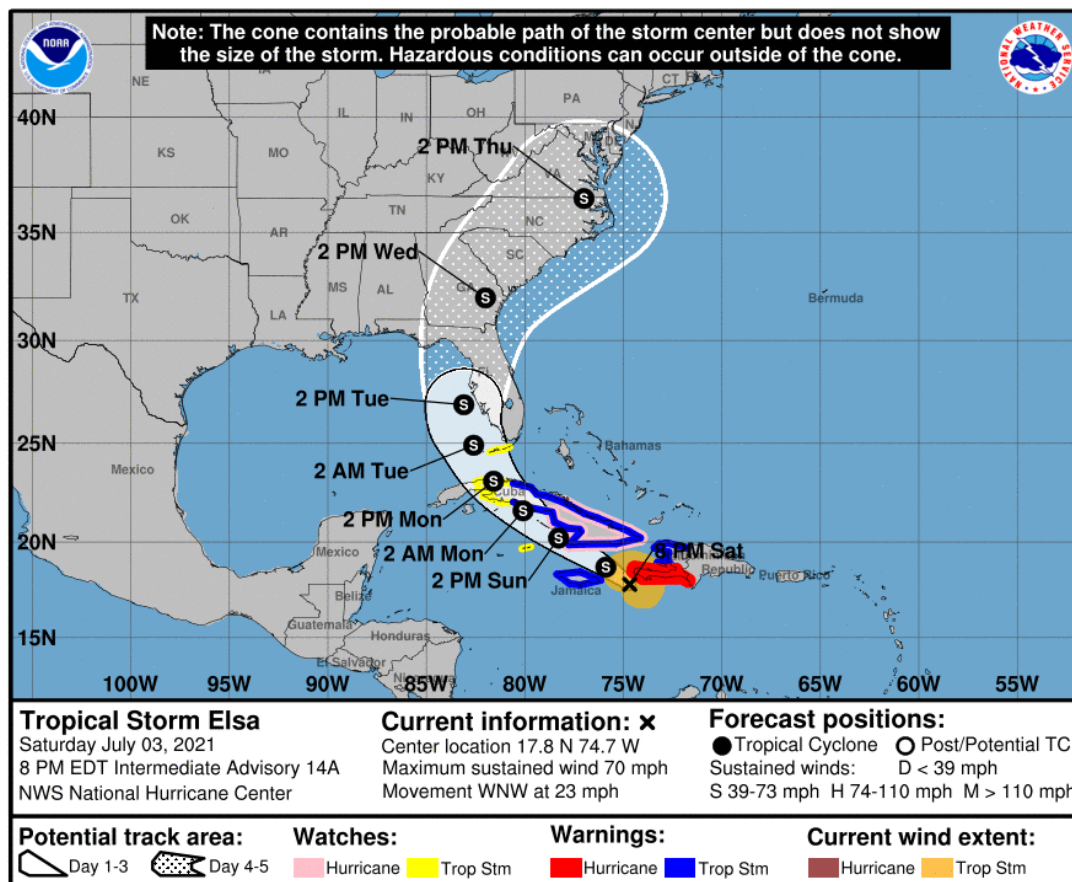 Note: The cone contains the probable path of the storm center but does not show
the size of the storm. Hazardous conditions can occur outside of the cone.
NOAA
NATIONAL WEATHER SERVICE
NE
IL
IN
OH
PA
CT
40N
2 PM Thu
DE
KS
MO
KY
VA
OK
TN
NC
35N
AR
2 PM Wed
SC
TX
MS
AL
GA
LA
Bermuda
30N
FL
2 PM Tue
25N
Bahamas
Mexico
2 AM Tue
Cuba
2 PM Mon
20N
2 AM Mon
8 PM Sat
Mexico
Republic
Puerto Rico
2 PM Sun
Jamaica
Belize
Guatemala
Honduras
15N
El Salvador
100W 95W 90W 85W 80W 75W 70W 65W 60W 55W
S
S
S
S
S
S
S
S
Tropical Storm Elsa
Saturday July 03, 2021
8 PM EDT Intermediate Advisory 14A
NWS National Hurricane Center
Current information: x
Center location 17.8 N 74.7 W
Maximum sustained wind 70 mph
Movement WNW at 23 mph
Forecast positions:
Tropical Cyclone Post/Potential TC
Sustained winds: D < 39 mph
S 39-73 mph H 74-110 mph M > 110 mph
Potential track area:
Day 1-3 Day 4-5
Watches:
Hurricane Trop Stm
Warnings:
Hurricane Trop Stm
Current wind extent:
Hurricane Trop Stm